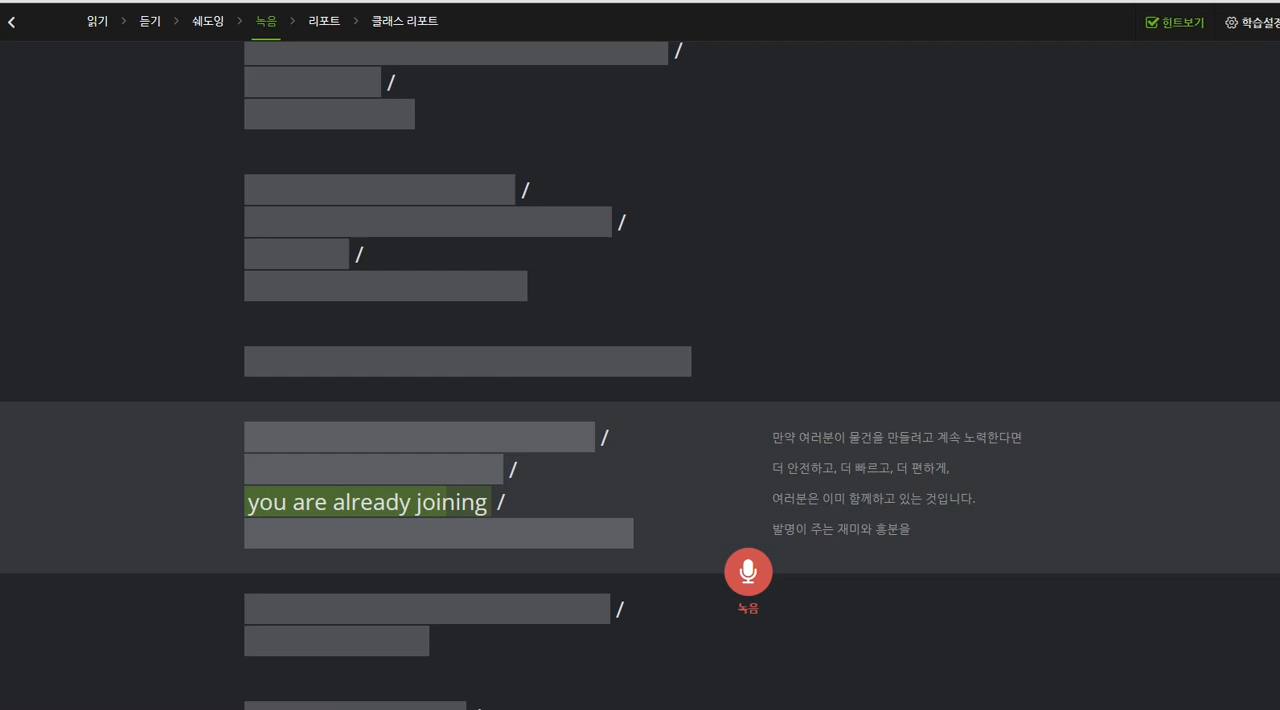 읽기 > 듣기 > 쉐도잉 > 녹음 > 리포트 > 클래스 리포트 힌트보기 학습설정
/
/
/
/
/
/
만약 여러분이 물건을 만들려고 계속 노력한다면
/
더 안전하고, 더 빠르고, 더 편하게,
you are already joining /
여러분은 이미 함께하고 있는 것입니다.
발명이 주는 재미와 흥분을
녹음
/